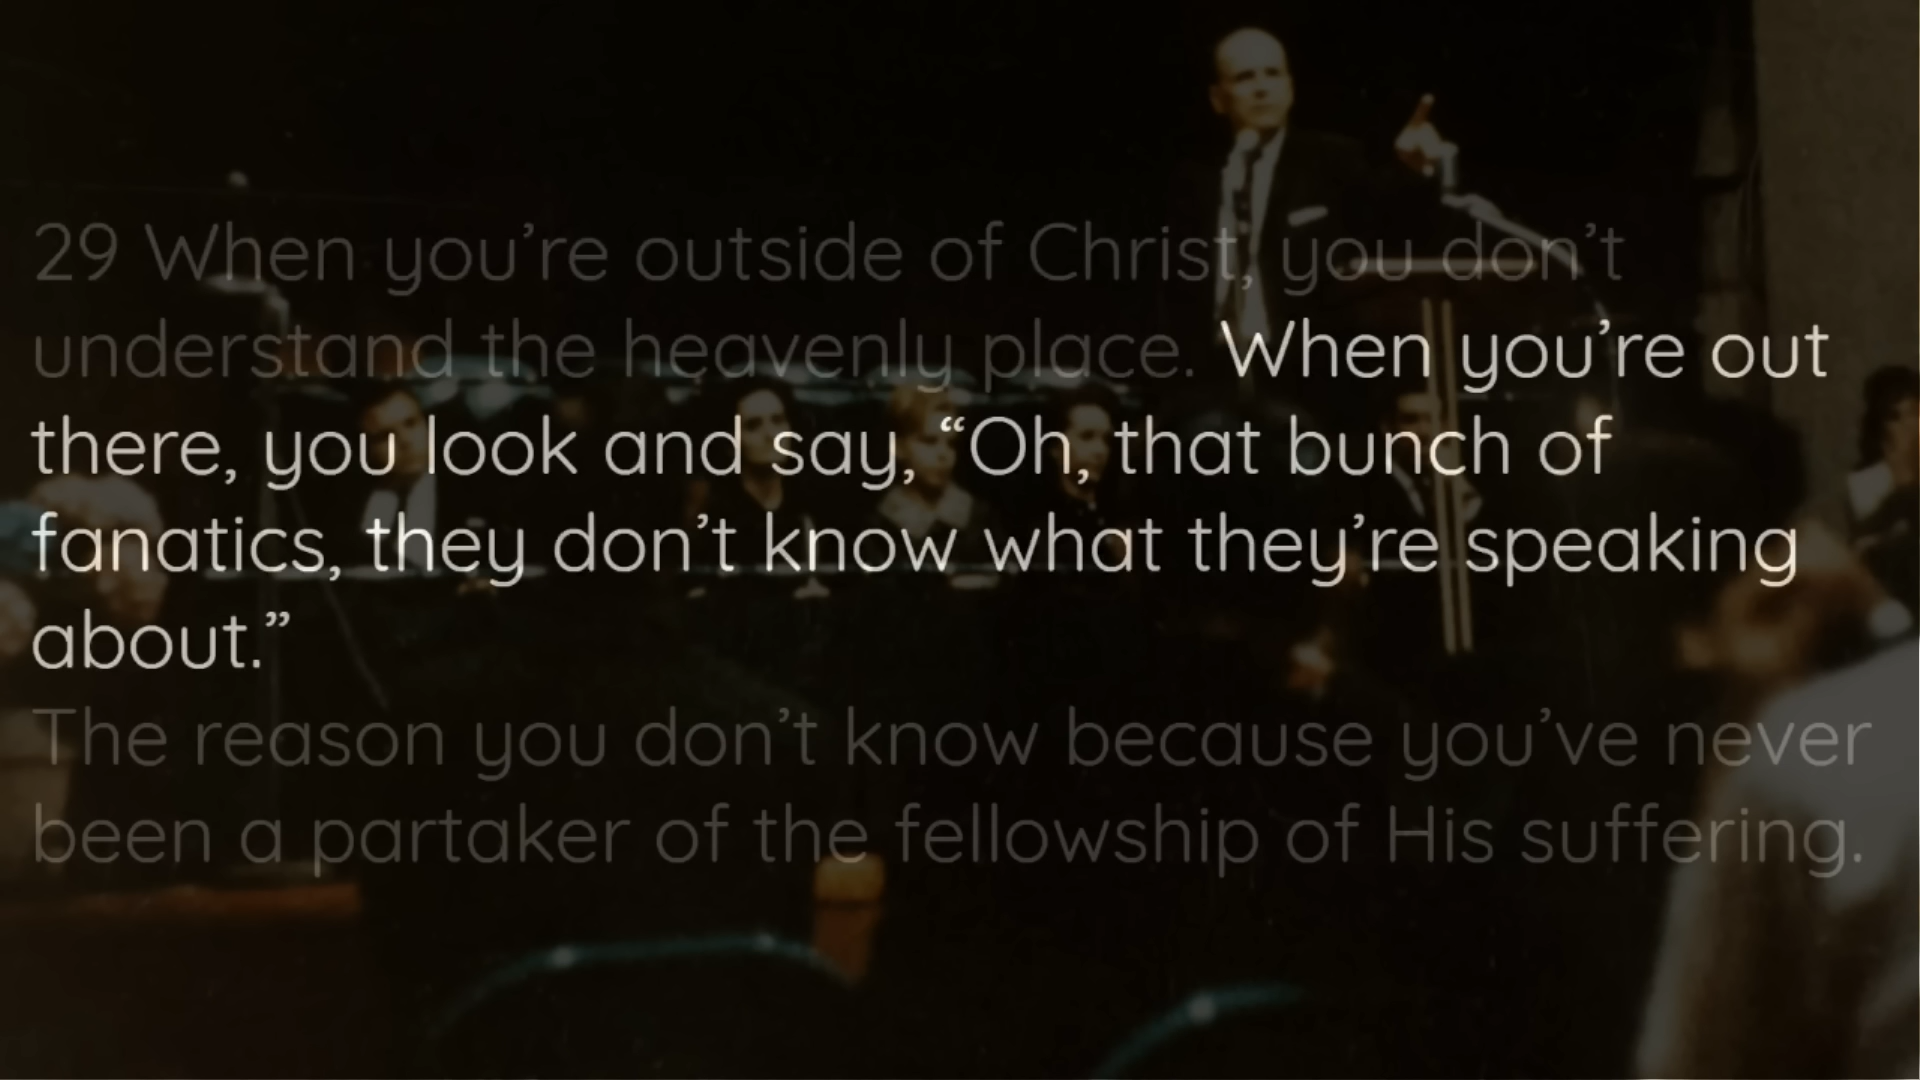 29 When you’re outside of Christ, you don’t
understand the heavenly place. When you’re out
there, you look and say, “Oh, that bunch of
fanatics, they don’t know what they’re speaking
about.”
The reason you don’t know because you’ve never
been a partaker of the fellowship of His suffering.